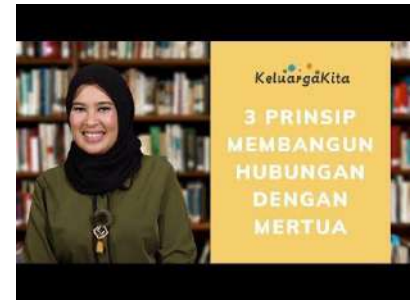 KeluargaKita
3 PRINSIP
MEMBANGUN
HUBUNGAN
DENGAN
MERTUA